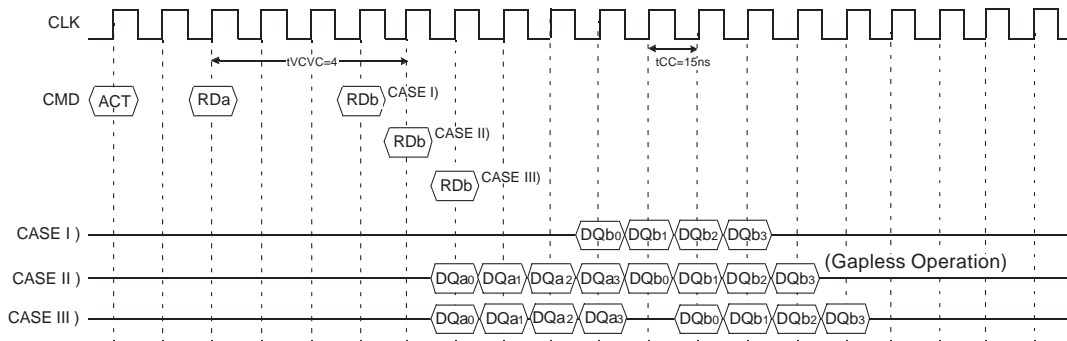 CLK
tVCVC=4
tCC=15ns
CMD ACT RDa RDb CASE I)
RDb CASE II)
RDb CASE III)
CASE I ) DQb0 DQb1 DQb2 DQb3
(Gapless Operation)
CASE II ) DQa0 DQa1 DQa2 DQa3 DQb0 DQb1 DQb2 DQb3
CASE III ) DQa0 DQa1 DQa2 DQa3 DQb0 DQb1 DQb2 DQb3